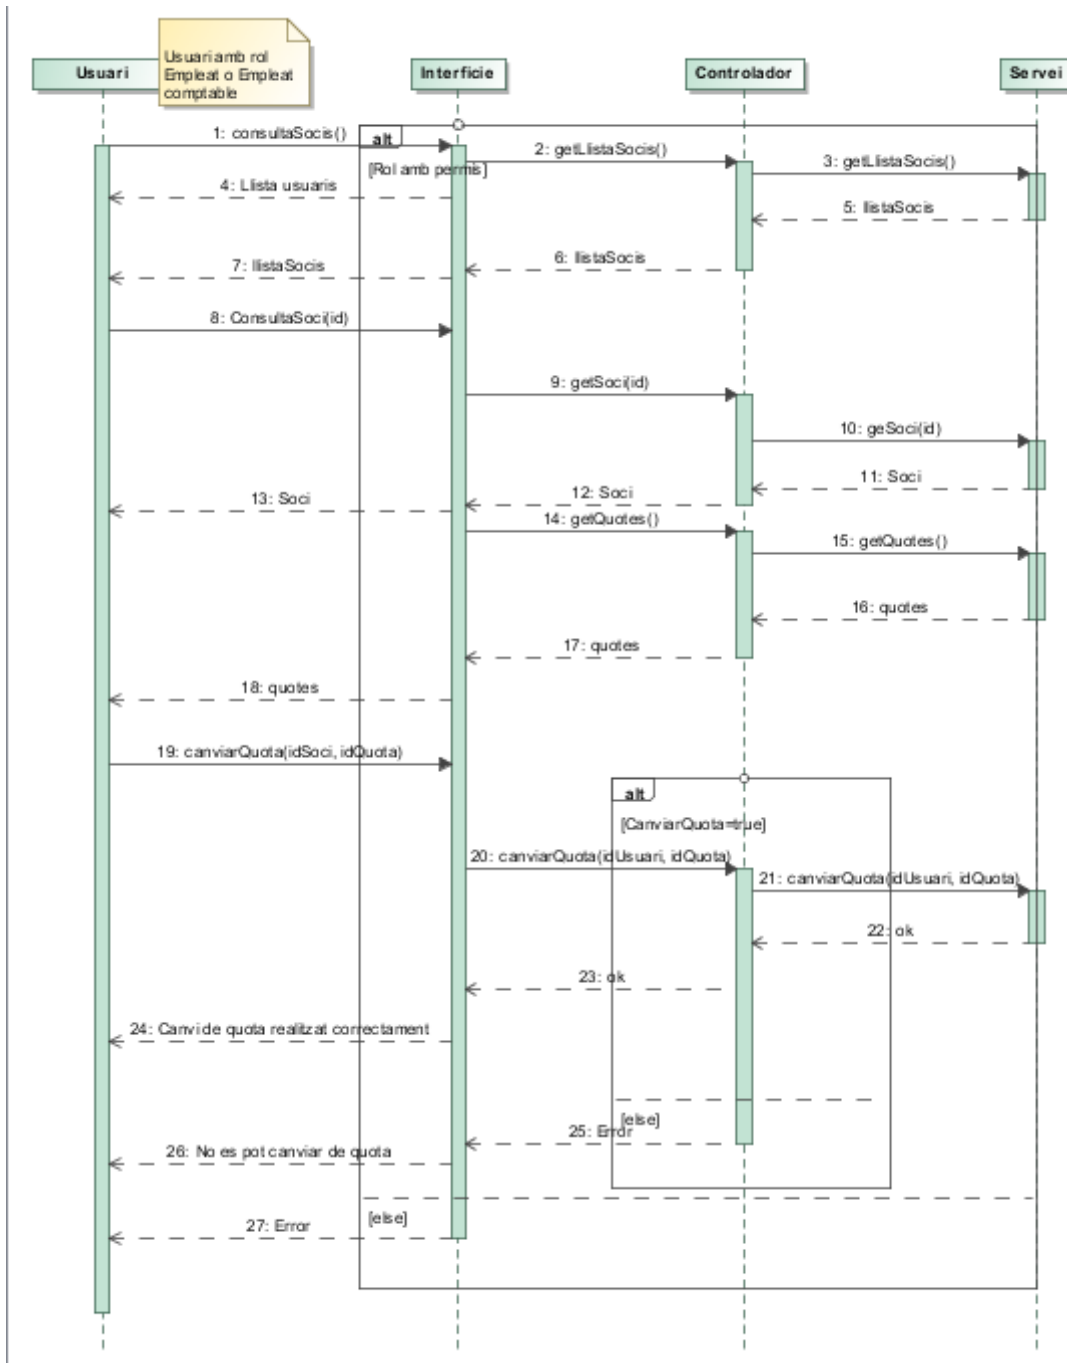 Usuari
Usuari amb rol
Empleat o Empleat
comptable
Interficie
Controlador
Servei
1: consultaSocis()
alt
[Rol amb permis]
2: getLlistaSocis()
3: getLlistaSocis()
4: Llista usuaris
5: llistaSocis
6: llistaSocis
7: llistaSocis
8: ConsultaSoci(id)
9: getSoci(id)
10: geSoci(id)
11: Soci
12: Soci
13: Soci
14: getQuotes()
15: getQuotes()
16: quotes
17: quotes
18: quotes
19: canviarQuota(idSoci, idQuota)
alt
[CanviarQuota=true]
20: canviarQuota(idUsuari, idQuota)
21: canviarQuota(idUsuari, idQuota)
22: ok
23: ok
24: Canvi de quota realitzat correctament
[else]
25: Error
26: No es pot canviar de quota
[else]
27: Error